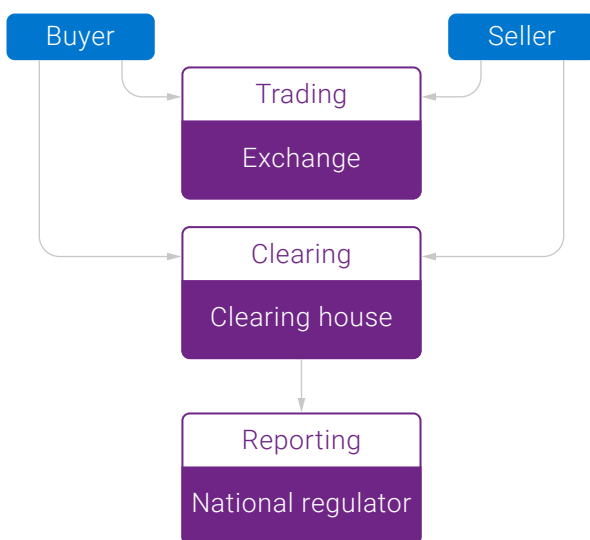 Buyer
Seller
Trading
Exchange
Clearing
Clearing house
Reporting
National regulator